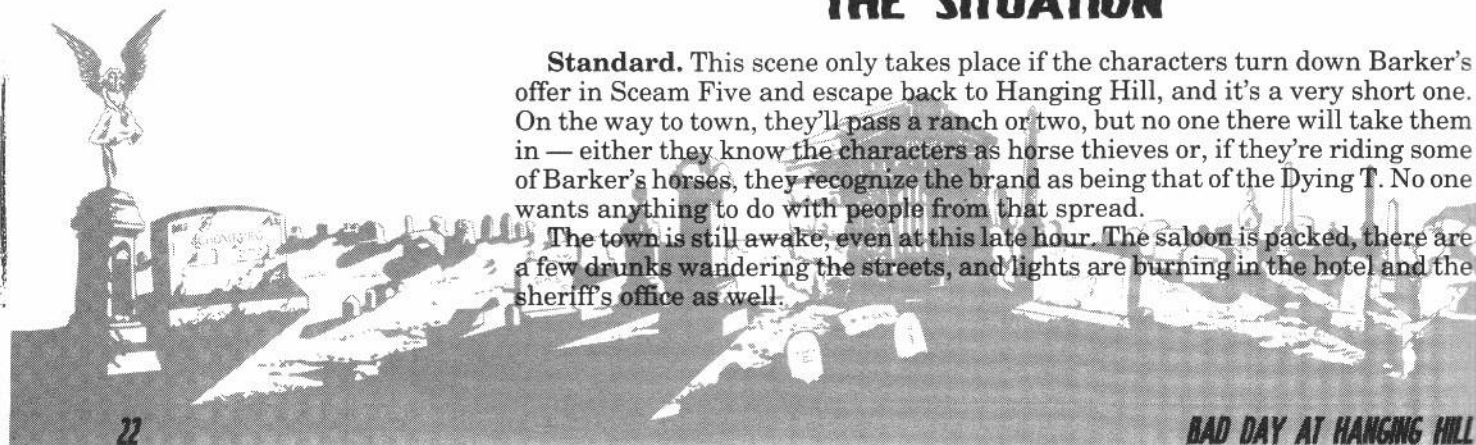 THE SITUATION
Standard. This scene only takes place if the characters turn down Barker's
offer in Sceam Five and escape back to Hanging Hill, and it's a very short one.
On the way to town, they'll pass a ranch or two, but no one there will take them
in — either they know the characters as horse thieves or, if they're riding some
of Barker's horses, they recognize the brand as being that of the Dying T. No one
wants anything to do with people from that spread.
The town is still awake, even at this late hour. The saloon is packed, there are
a few drunks wandering the streets, and lights are burning in the hotel and the
sheriff's office as well.
22
BAD DAY AT HANGING HILL